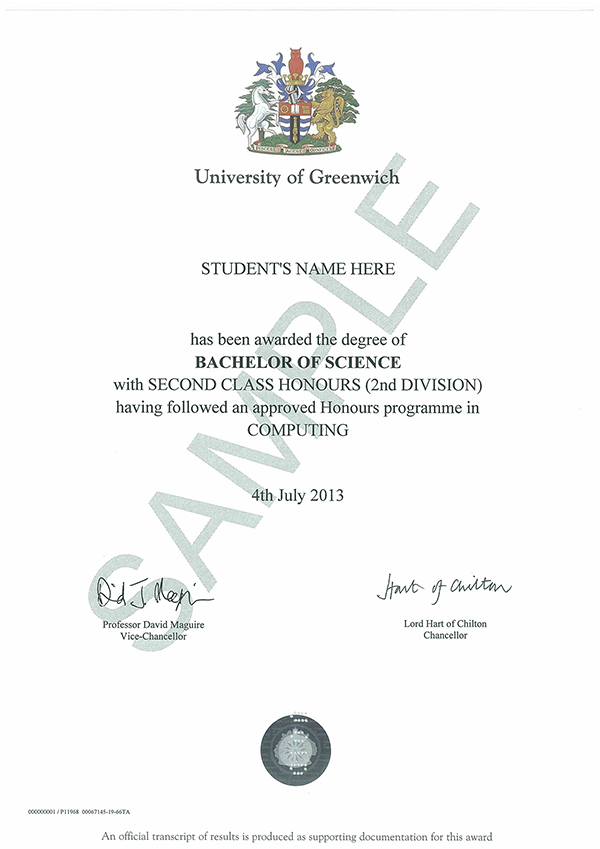 University of Greenwich
STUDENT'S NAME HERE
has been awarded the degree of
BACHELOR OF SCIENCE
with SECOND CLASS HONOURS (2nd DIVISION)
having followed an approved Honours programme in
COMPUTING
4th July 2013
SAMPLE
Hart of Chilton
Professor David Maguire
Vice-Chancellor
Lord Hart of Chilton
Chancellor
000000001 / P11968 00067145-19-66TA
An official transcript of results is produced as supporting documentation for this award